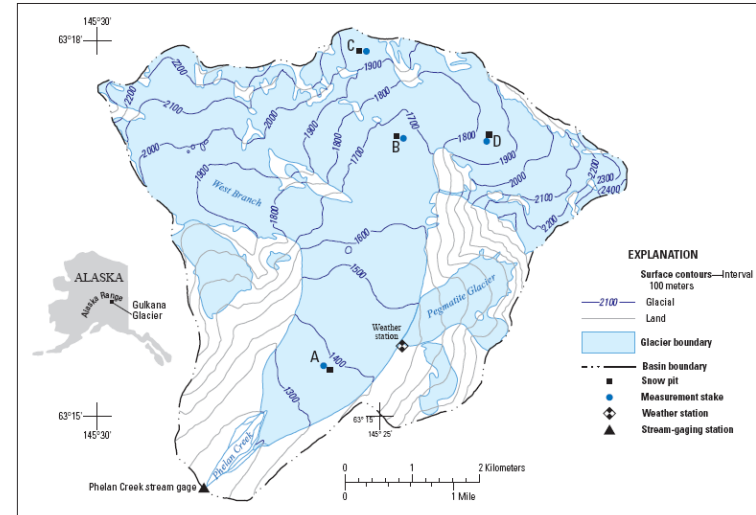 145°30'
63°18'
C
2200
1900
2200
1800
2100
2000
1900
1800
1700
1700
B
1800
D
2000
1900
1900
2000
2200
2300
2400
2100
2200
West Branch
1800
1600
1500
Pegmatite Glacier
Weather
station
A
1400
1300
Phelan Creek
63°15'
145°30'
63°15'
145°25'
Phelan Creek stream gage
ALASKA
Alaska Range
Gulkana
Glacier
EXPLANATION
Surface contours—Interval
100 meters
2100 Glacial
Land
Glacier boundary
Basin boundary
Snow pit
Measurement stake
Weather station
Stream-gaging station
0 1 2 Kilometers
0 1 Mile